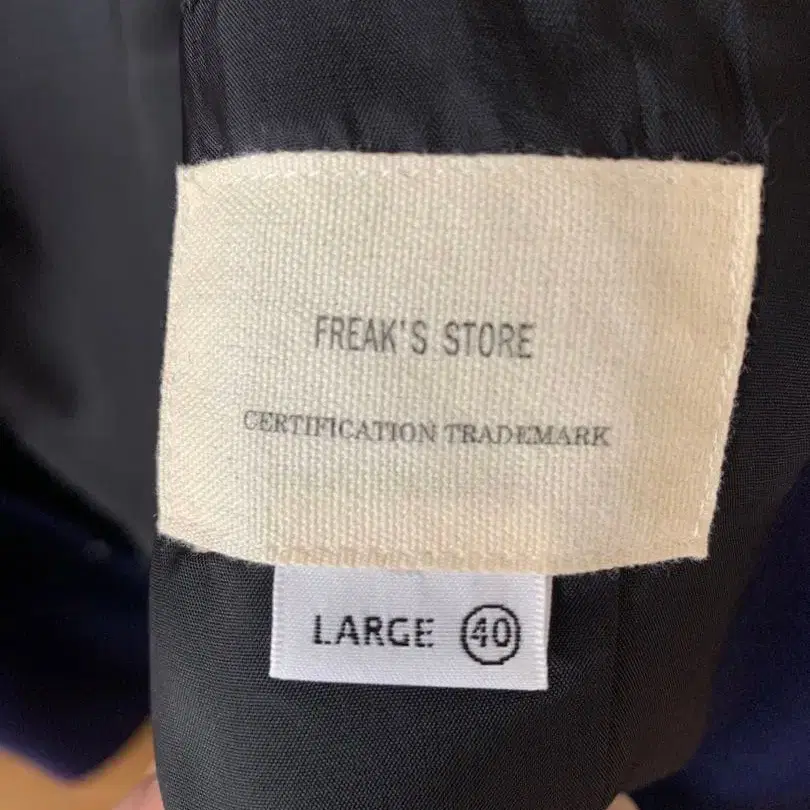 FREAK'S STORE
CERTIFICATION TRADEMARK
LARGE 40